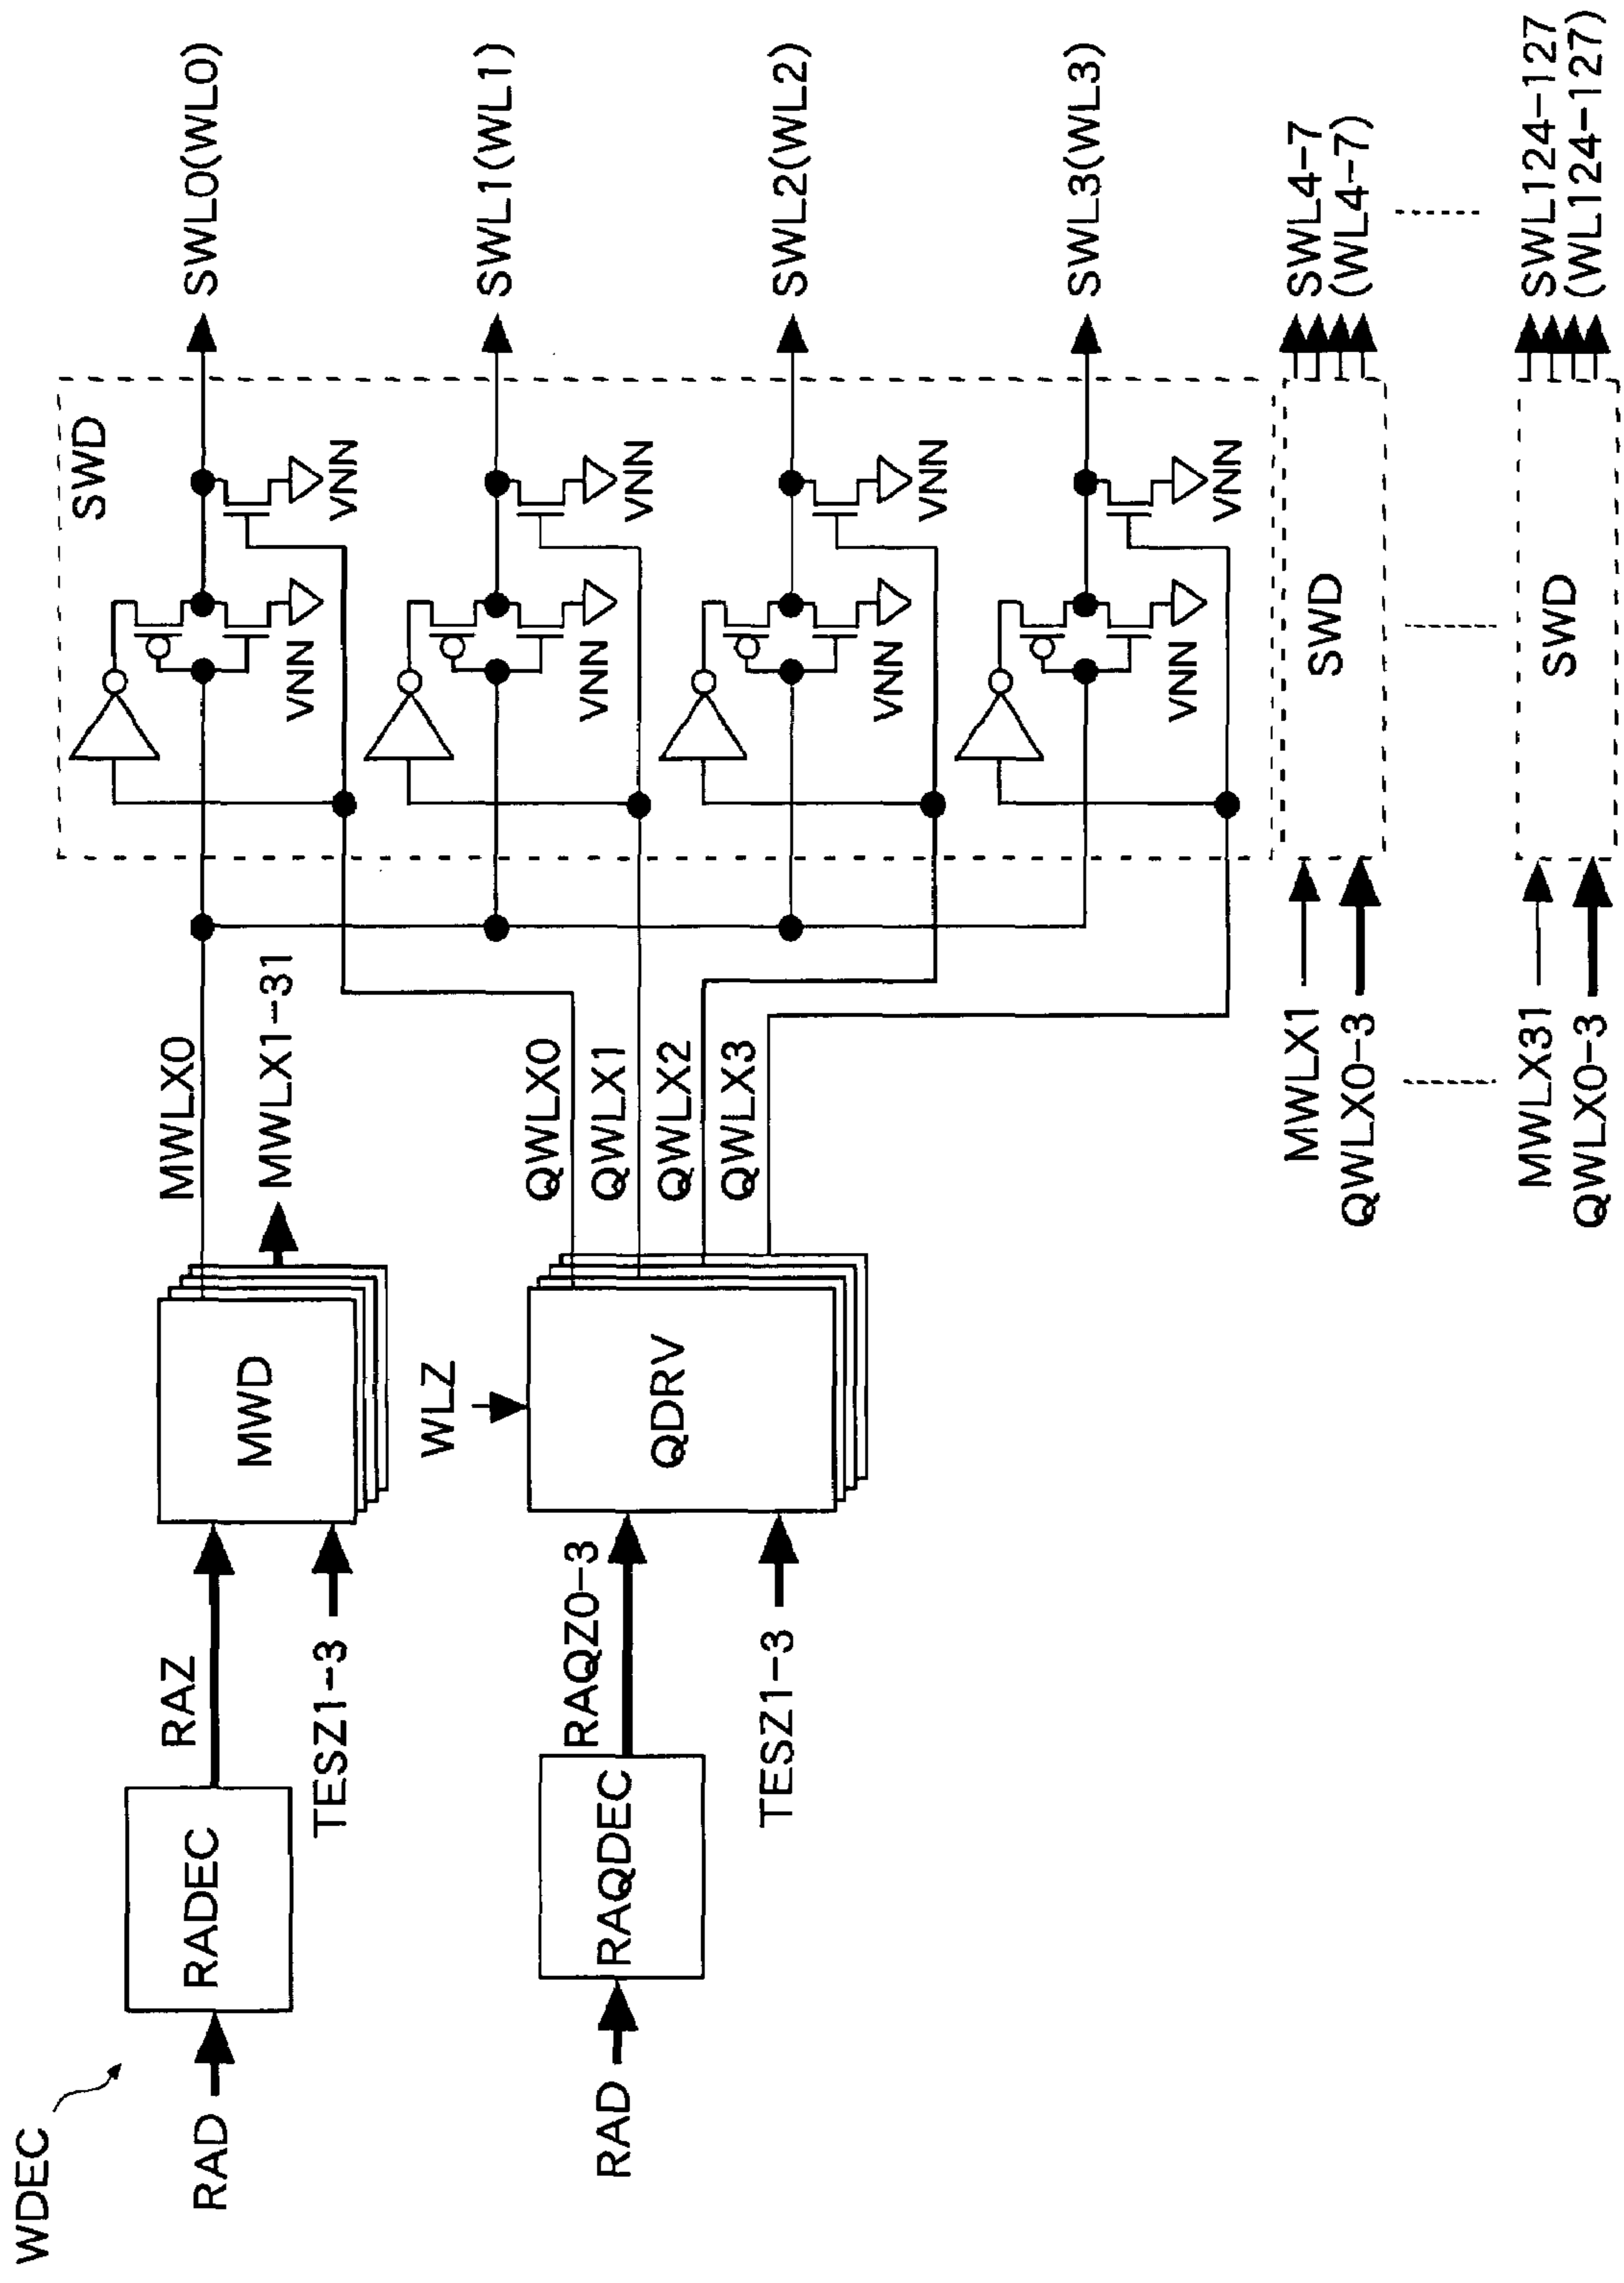 WDEC
RAD
RADEC
RAZ
TESZ1-3
MWD
MWLX0
MWLX1-31
RAD
RAQDEC
RAQZ0-3
TESZ1-3
WLZ
QDRV
QWLX0
QWLX1
QWLX2
QWLX3
SWD
VNN
VNN
SWL0(WL0)
VNN
VNN
SWL1(WL1)
VNN
VNN
SWL2(WL2)
VNN
VNN
SWL3(WL3)
MWLX1
QWLX0-3
SWD
SWL4-7
(WL4-7)
MWLX31
QWLX0-3
SWD
SWL124-127
(WL124-127)